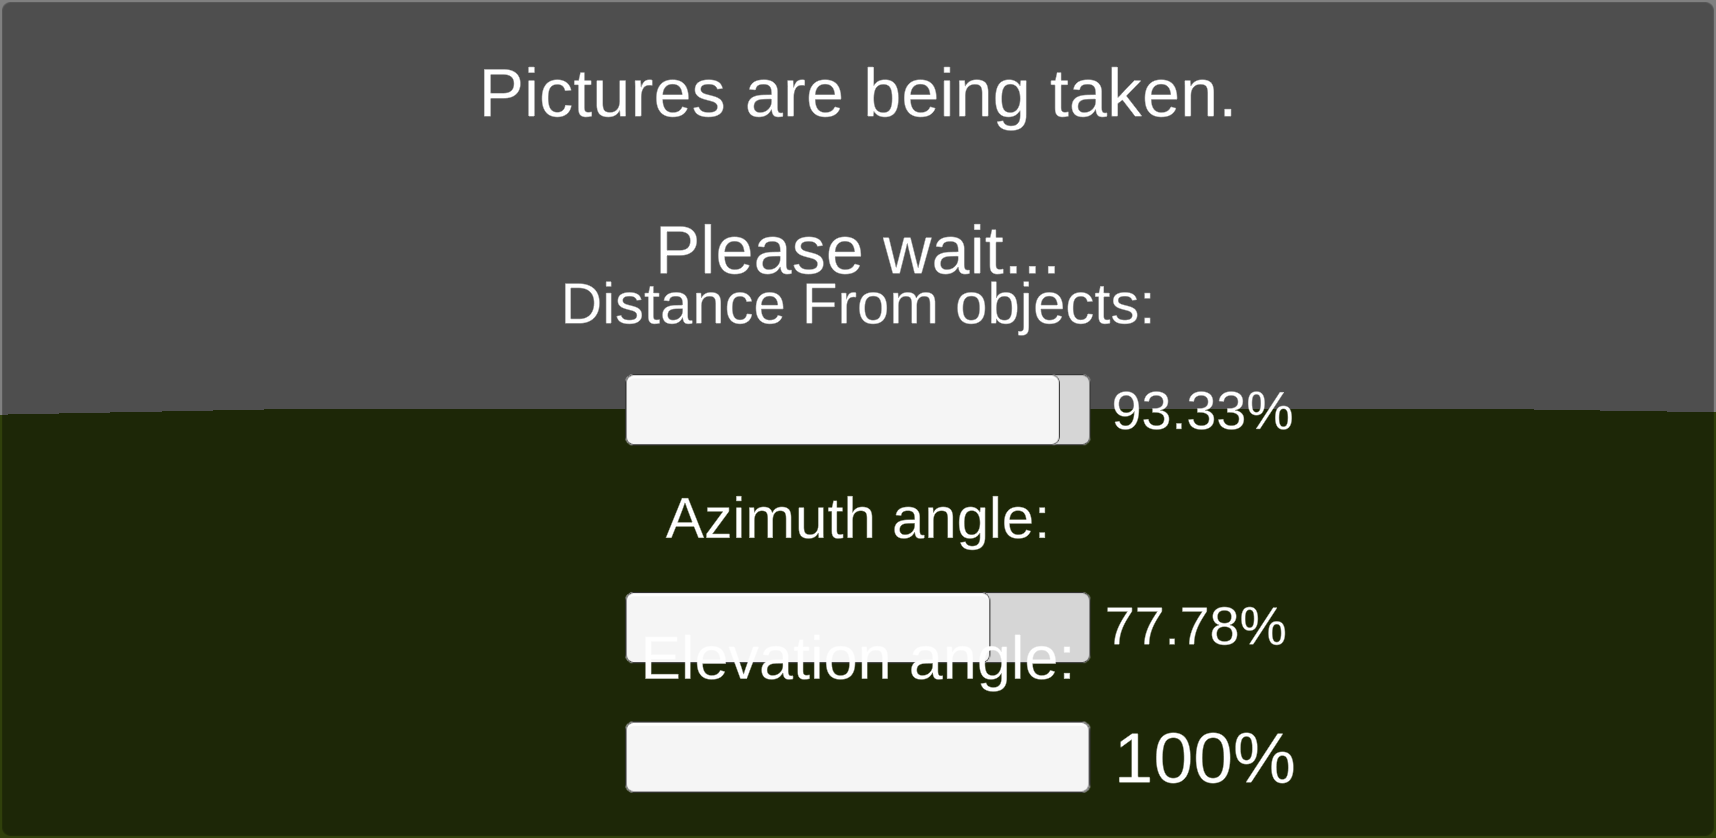 Pictures are being taken.
Please wait...
Distance From objects:
93.33%
Azimuth angle:
77.78%
Elevation angle:
100%